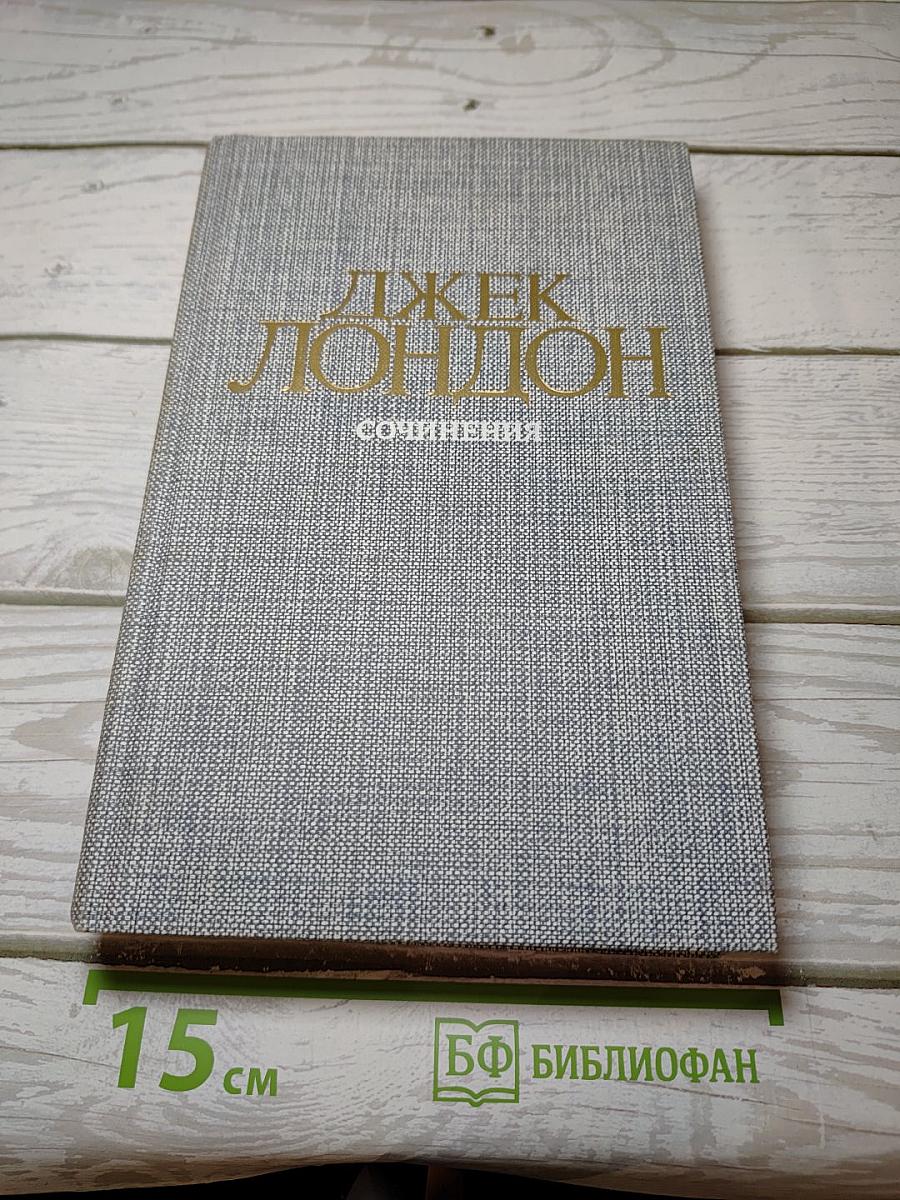 ДЖЕК
ЛОНДОН
СОЧИНЕНИЯ
15 см
БФ БИБЛИОФАН